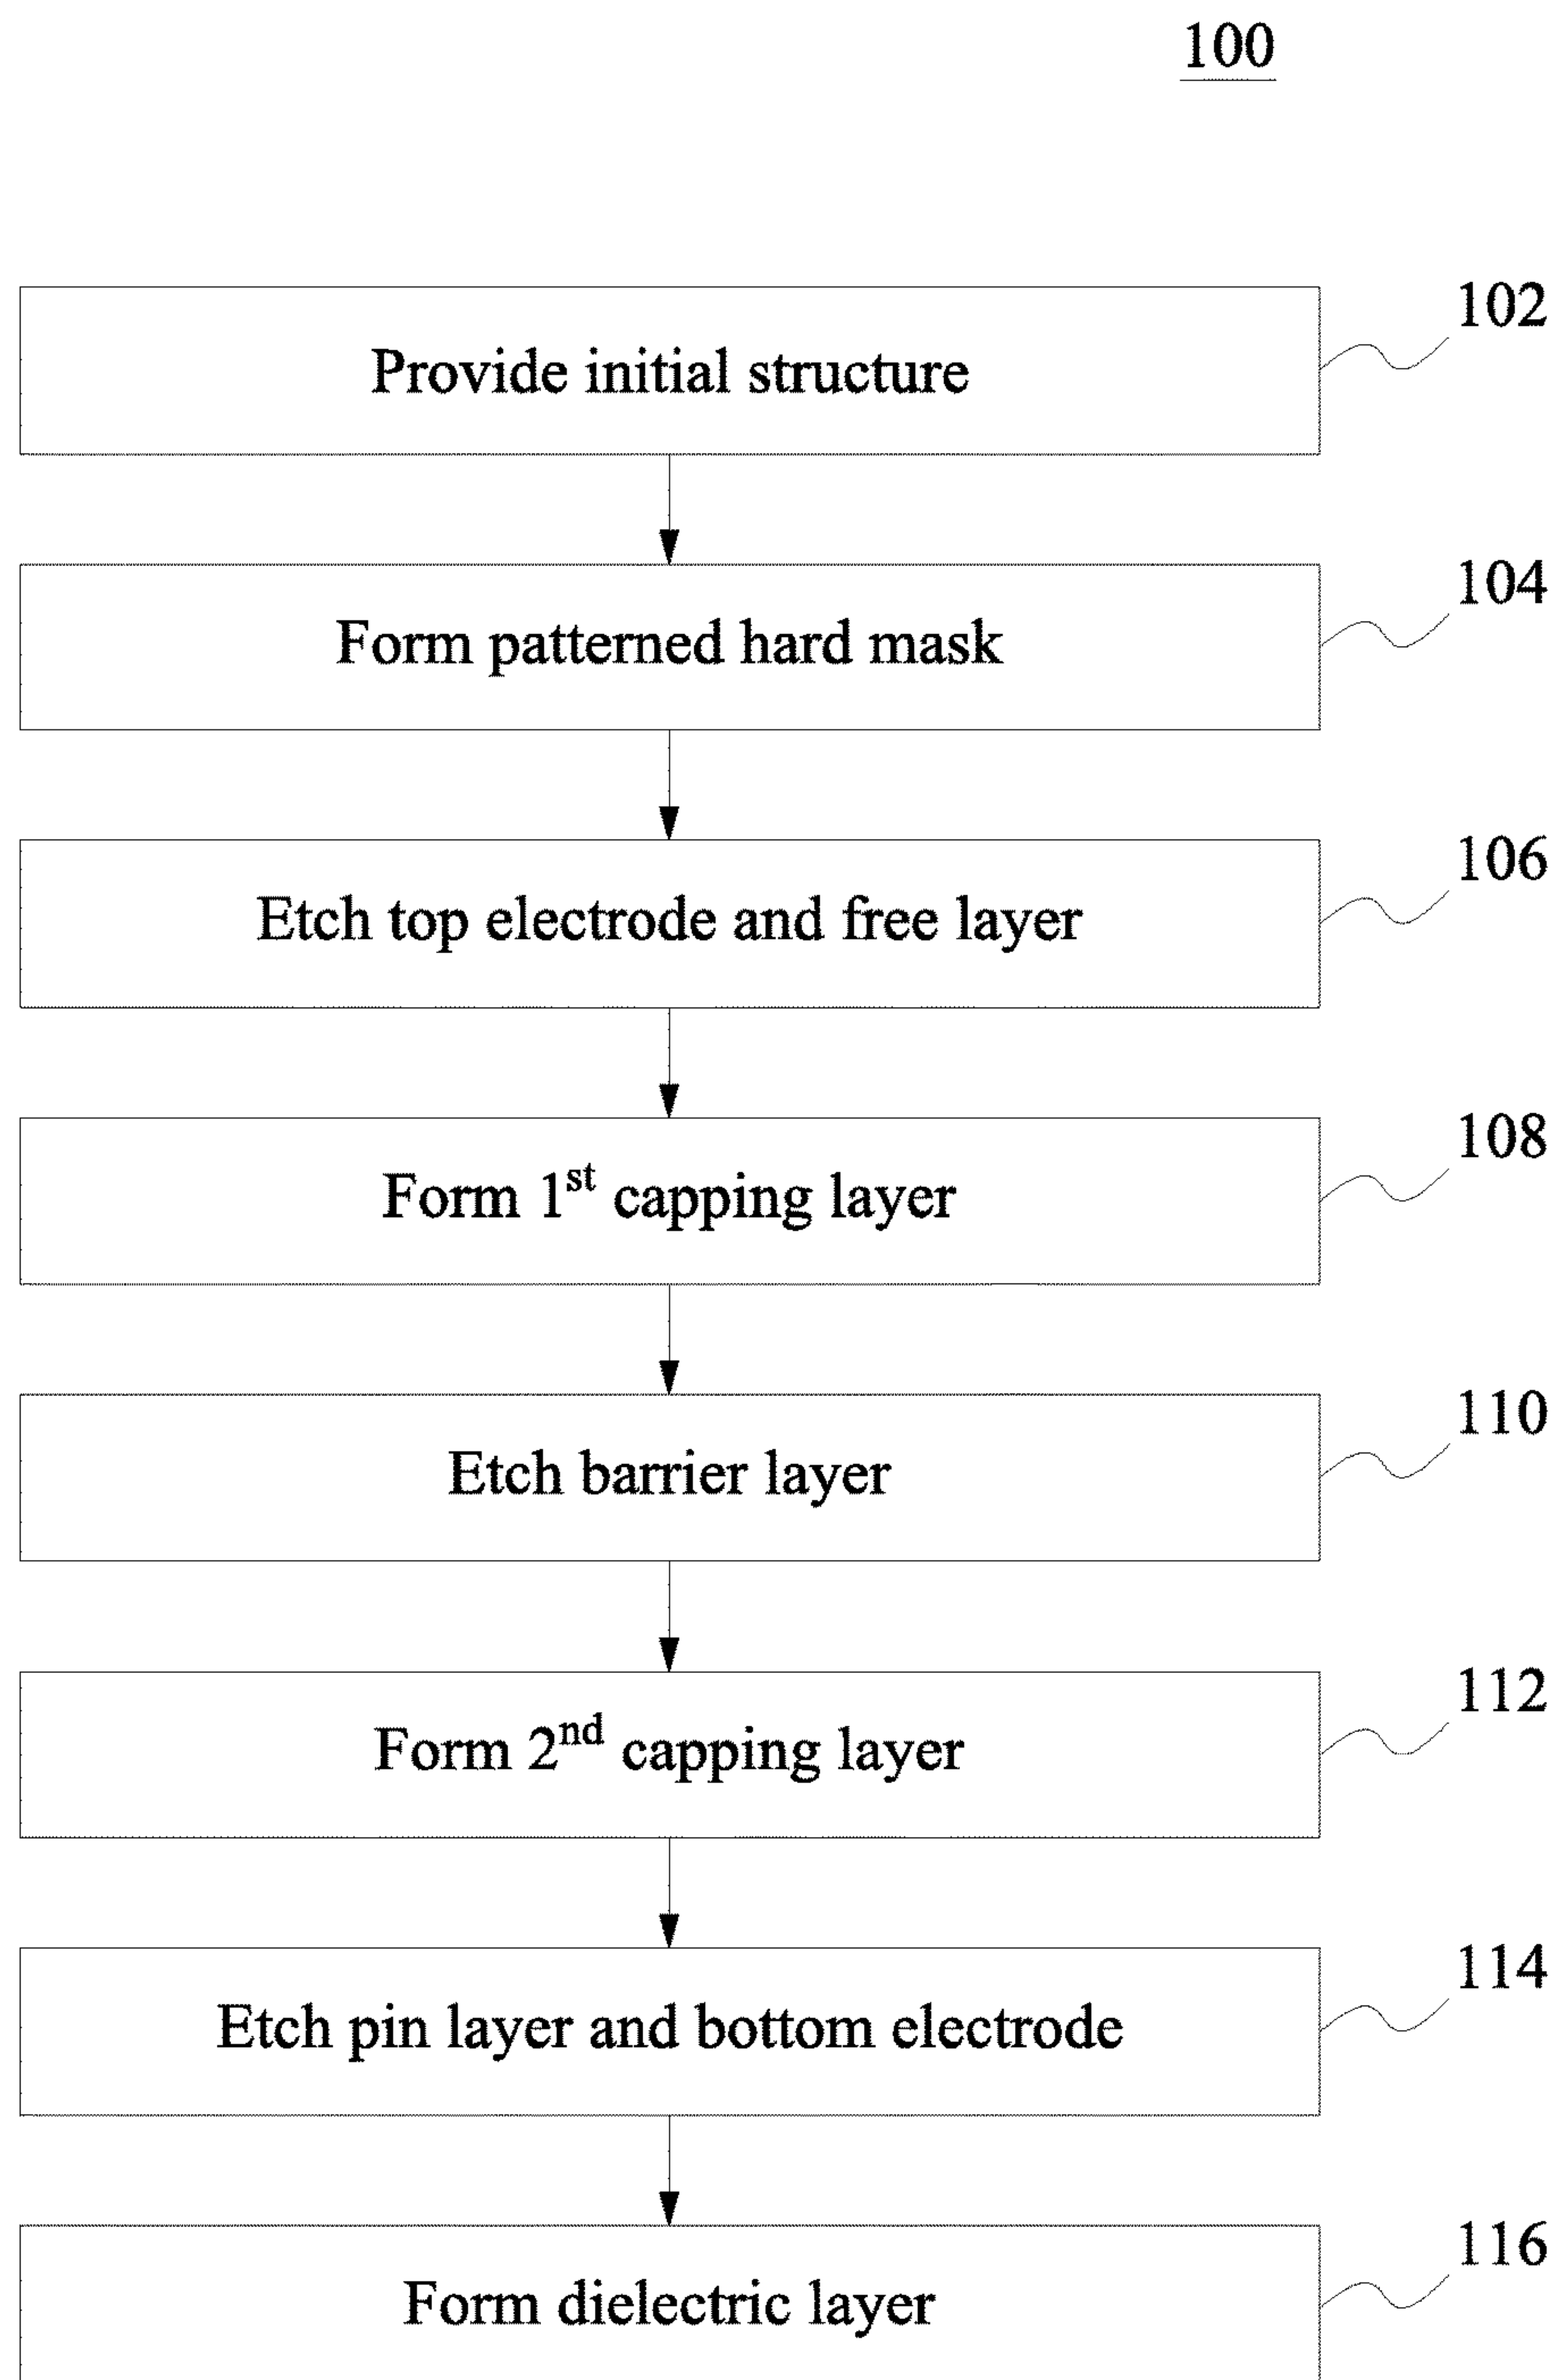 100
Provide initial structure
102
Form patterned hard mask
104
Etch top electrode and free layer
106
Form 1st capping layer
108
Etch barrier layer
110
Form 2nd capping layer
112
Etch pin layer and bottom electrode
114
Form dielectric layer
116